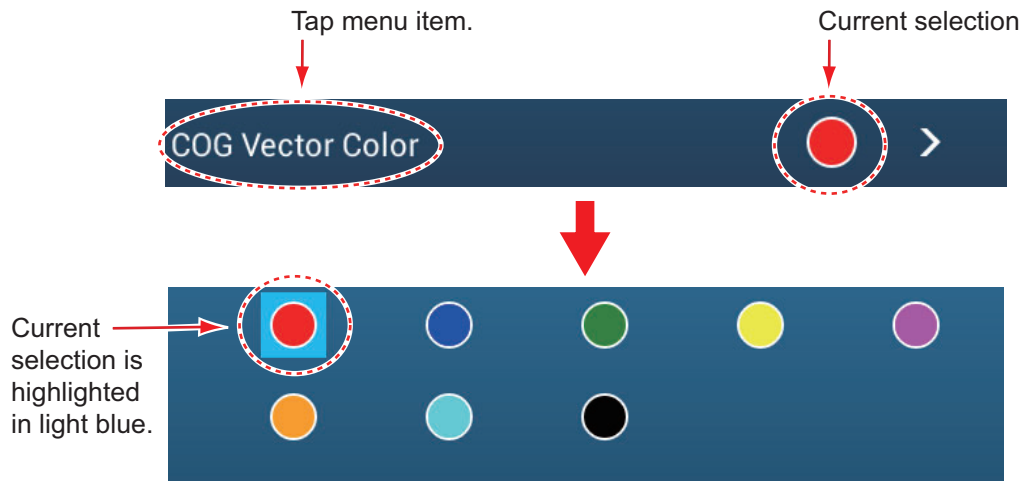 Tap menu item.
Current selection
COG Vector Color
Current
selection is
highlighted
in light blue.